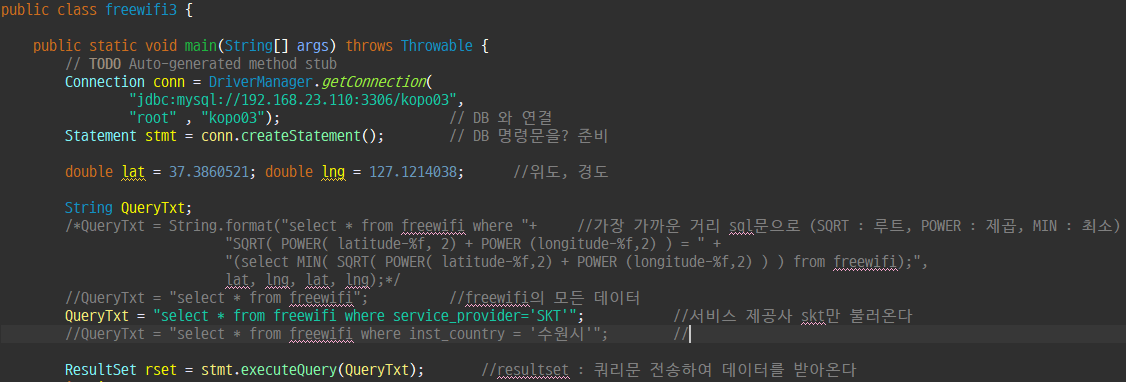 public class freewifi3 {
public static void main(String[] args) throws Throwable {
// TODO Auto-generated method stub
Connection conn = DriverManager.getConnection(
"jdbc:mysql://192.168.23.110:3306/kopo03",
"root" , "kopo03"); // DB 와 연결
Statement stmt = conn.createStatement(); // DB 명령문을? 준비
double lat = 37.3860521; double lng = 127.1214038; //위도, 경도
String QueryTxt;
/*QueryTxt = String.format("select * from freewifi where "+ //가장 가까운 거리 sql문으로 (SQRT : 루트, POWER : 제곱, MIN : 최소)
"SQRT( POWER( latitude-%f, 2) + POWER (longitude-%f,2) ) = " +
"(select MIN( SQRT( POWER( latitude-%f,2) + POWER (longitude-%f,2) ) ) from freewifi);",
lat, lng, lat, lng);*/
//QueryTxt = "select * from freewifi"; //freewifi의 모든 데이터
QueryTxt = "select * from freewifi where service_provider='SKT'"; //서비스 제공사 skt만 불러온다
//QueryTxt = "select * from freewifi where inst_country = '수원시'"; //
ResultSet rset = stmt.executeQuery(QueryTxt); //resultset : 쿼리문 전송하여 데이터를 받아온다